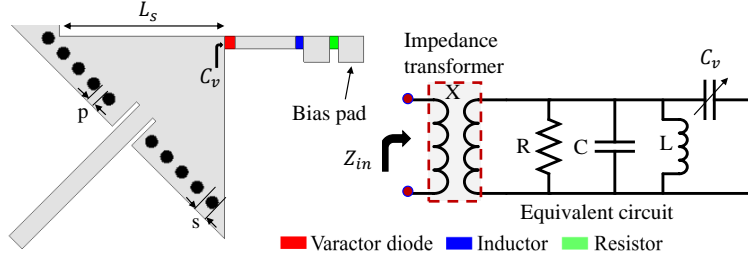 L_s
C_v
p
s
Bias pad
Impedance
transformer
X
Z_in
R
C
L
C_v
Equivalent circuit
Varactor diode
Inductor
Resistor